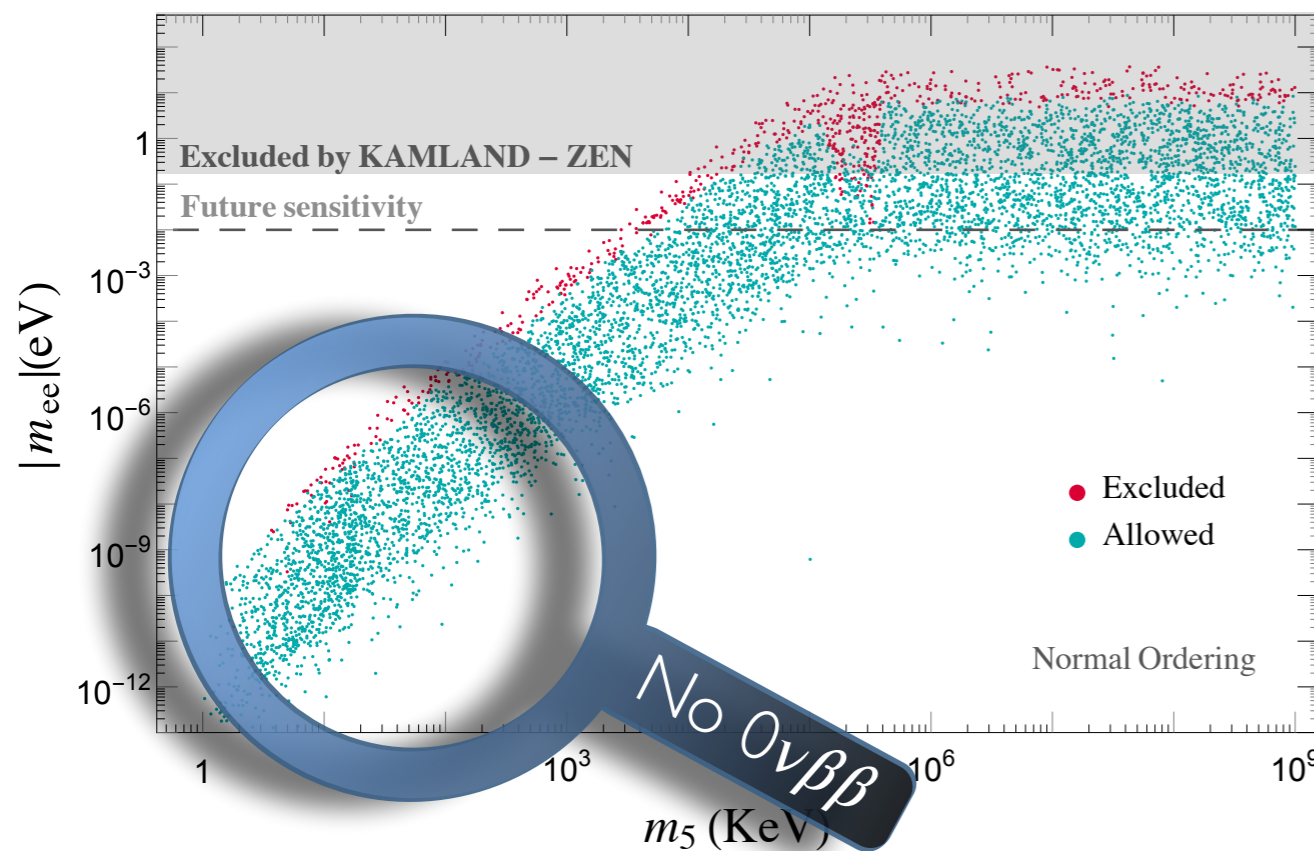 1
Excluded by KAMLAND – ZEN
Future sensitivity
10⁻³
|m_ee|(eV)
10⁻⁶
Excluded
Allowed
10⁻⁹
Normal Ordering
10⁻¹²
No 0νββ
1 10³ 10⁶ 10⁹
m₅ (KeV)